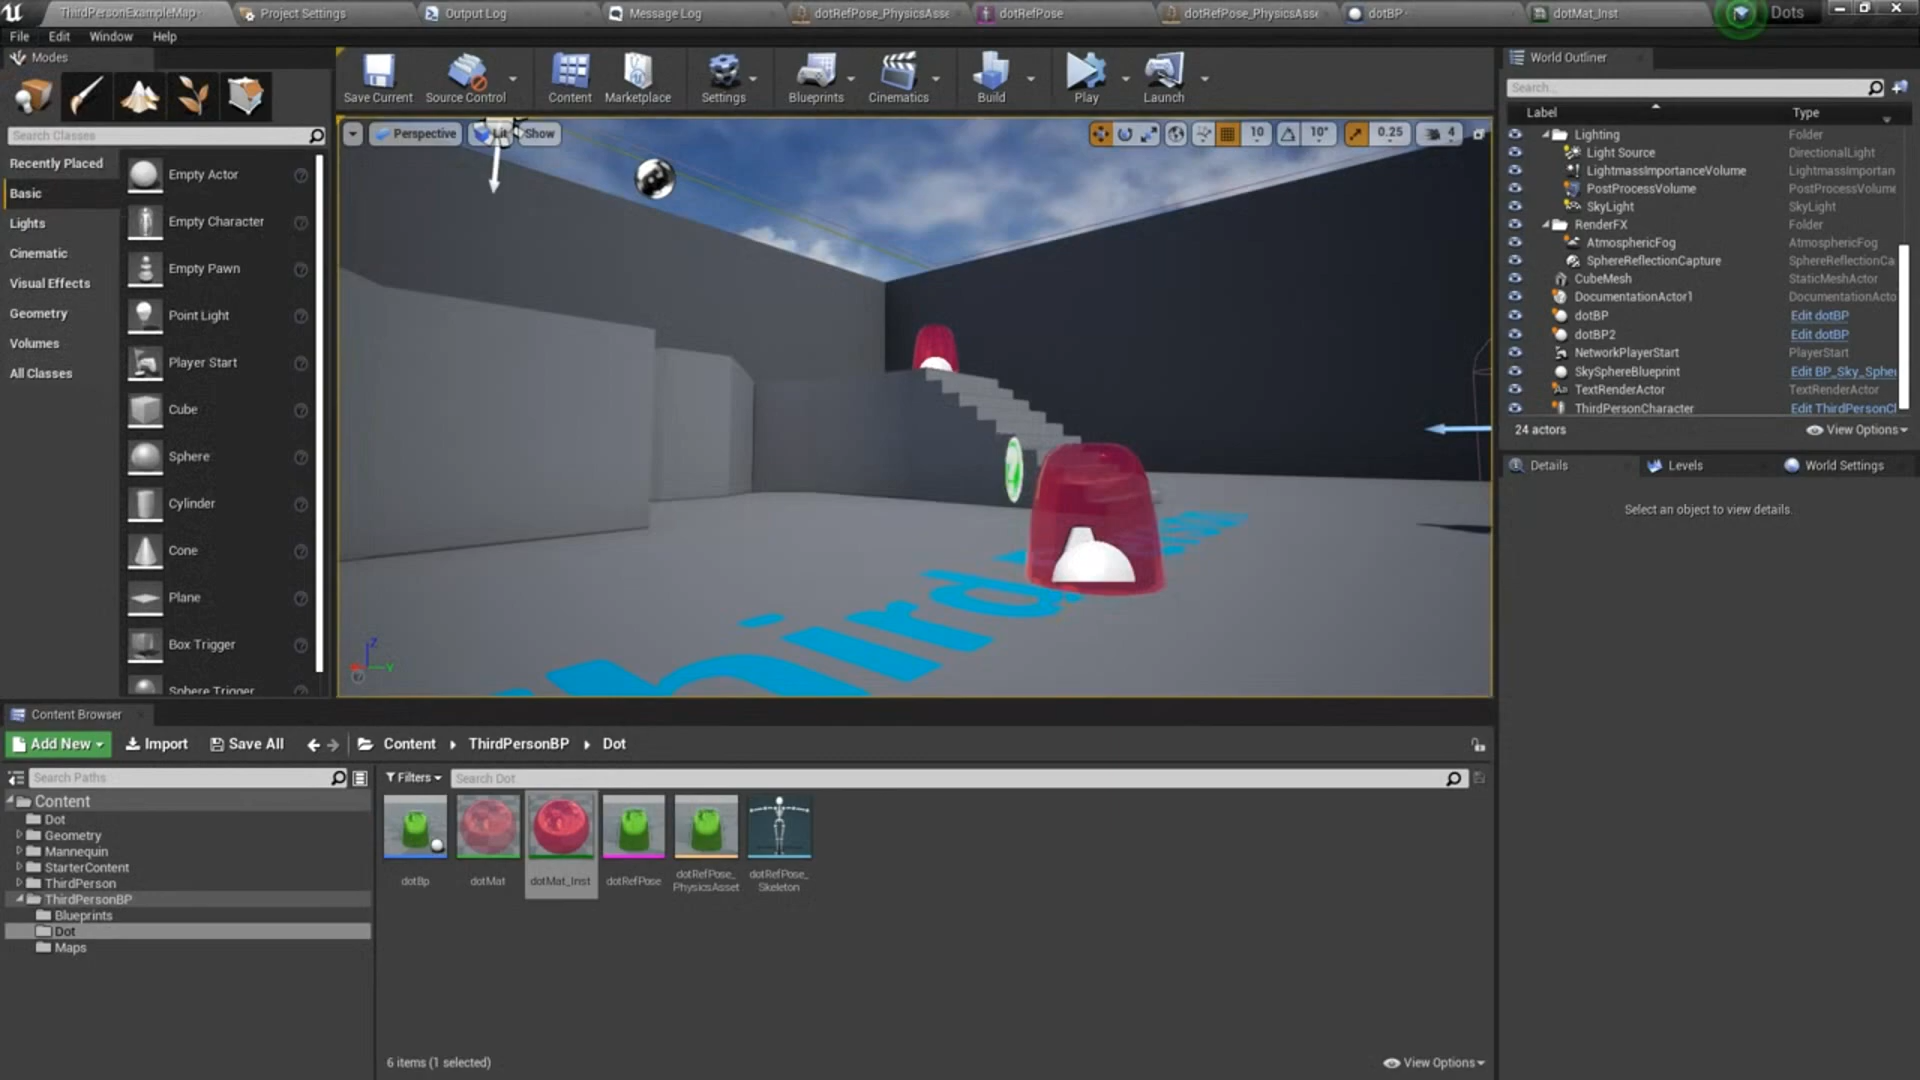 ThirdPersonExampleMap
Project Settings
Output Log
Message Log
dotRefPose_PhysicsAsse
dotRefPose
dotRefPose_PhysicsAsse
dotBP
dotMat_Inst
Dots
File Edit Window Help
Modes
Save Current
Source Control
Content
Marketplace
Settings
Blueprints
Cinematics
Build
Play
Launch
Search Classes
Recently Placed
Basic
Lights
Cinematic
Visual Effects
Geometry
Volumes
All Classes
Empty Actor
Empty Character
Empty Pawn
Point Light
Player Start
Cube
Sphere
Cylinder
Cone
Plane
Box Trigger
Sphere Trigger
Perspective
Lit
Show
10
10°
0.25
4
hird
World Outliner
Search...
Label Type
Lighting Folder
Light Source DirectionalLight
LightmassImportanceVolume LightmassImportan
PostProcessVolume PostProcessVolume
SkyLight SkyLight
RenderFX Folder
AtmosphericFog AtmosphericFog
SphereReflectionCapture SphereReflectionCa
CubeMesh StaticMeshActor
DocumentationActor1 DocumentationActo
dotBP Edit dotBP
dotBP2 Edit dotBP
NetworkPlayerStart PlayerStart
SkySphereBlueprint Edit BP_Sky_Spher
TextRenderActor TextRenderActor
ThirdPersonCharacter Edit ThirdPersonCl
24 actors
View Options
Details
Levels
World Settings
Select an object to view details.
Content Browser
Add New
Import
Save All
Content
ThirdPersonBP
Dot
Search Paths
Filters
Search Dot
Content
Dot
Geometry
Mannequin
StarterContent
ThirdPerson
ThirdPersonBP
Blueprints
Dot
Maps
dotBp
dotMat
dotMat_Inst
dotRefPose
dotRefPose_
PhysicsAsset
dotRefPose_
Skeleton
6 items (1 selected)
View Options